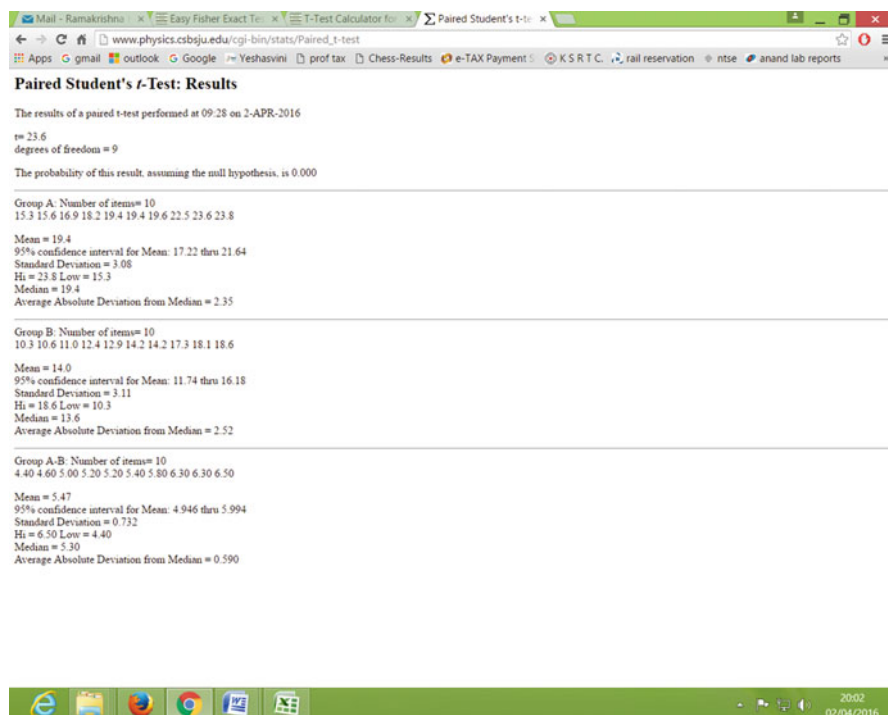 Mail - Ramakrishna
Easy Fisher Exact Tes
T-Test Calculator for
Paired Student's t-te
www.physics.csbsju.edu/cgi-bin/stats/Paired_t-test
Apps gmail outlook Google Yeshasvini prof tax Chess-Results e-TAX Payment S K S R T C. rail reservation ntse anand lab reports
Paired Student's t-Test: Results
The results of a paired t-test performed at 09:28 on 2-APR-2016
t= 23.6
degrees of freedom = 9
The probability of this result, assuming the null hypothesis, is 0.000
Group A: Number of items= 10
15.3 15.6 16.9 18.2 19.4 19.4 19.6 22.5 23.6 23.8
Mean = 19.4
95% confidence interval for Mean: 17.22 thru 21.64
Standard Deviation = 3.08
Hi = 23.8 Low = 15.3
Median = 19.4
Average Absolute Deviation from Median = 2.35
Group B: Number of items= 10
10.3 10.6 11.0 12.4 12.9 14.2 14.2 17.3 18.1 18.6
Mean = 14.0
95% confidence interval for Mean: 11.74 thru 16.18
Standard Deviation = 3.11
Hi = 18.6 Low = 10.3
Median = 13.6
Average Absolute Deviation from Median = 2.52
Group A-B: Number of items= 10
4.40 4.60 5.00 5.20 5.20 5.40 5.80 6.30 6.30 6.50
Mean = 5.47
95% confidence interval for Mean: 4.946 thru 5.994
Standard Deviation = 0.732
Hi = 6.50 Low = 4.40
Median = 5.30
Average Absolute Deviation from Median = 0.590
20:02
02/04/2016